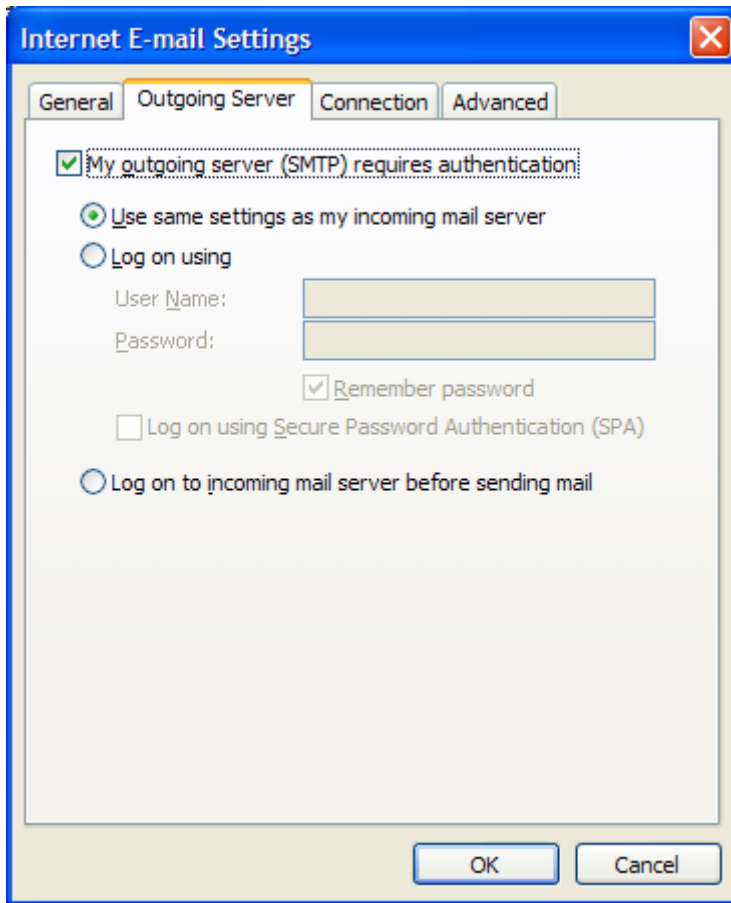 Internet E-mail Settings
General Outgoing Server Connection Advanced
My outgoing server (SMTP) requires authentication
Use same settings as my incoming mail server
Log on using
User Name:
Password:
Remember password
Log on using Secure Password Authentication (SPA)
Log on to incoming mail server before sending mail
OK Cancel